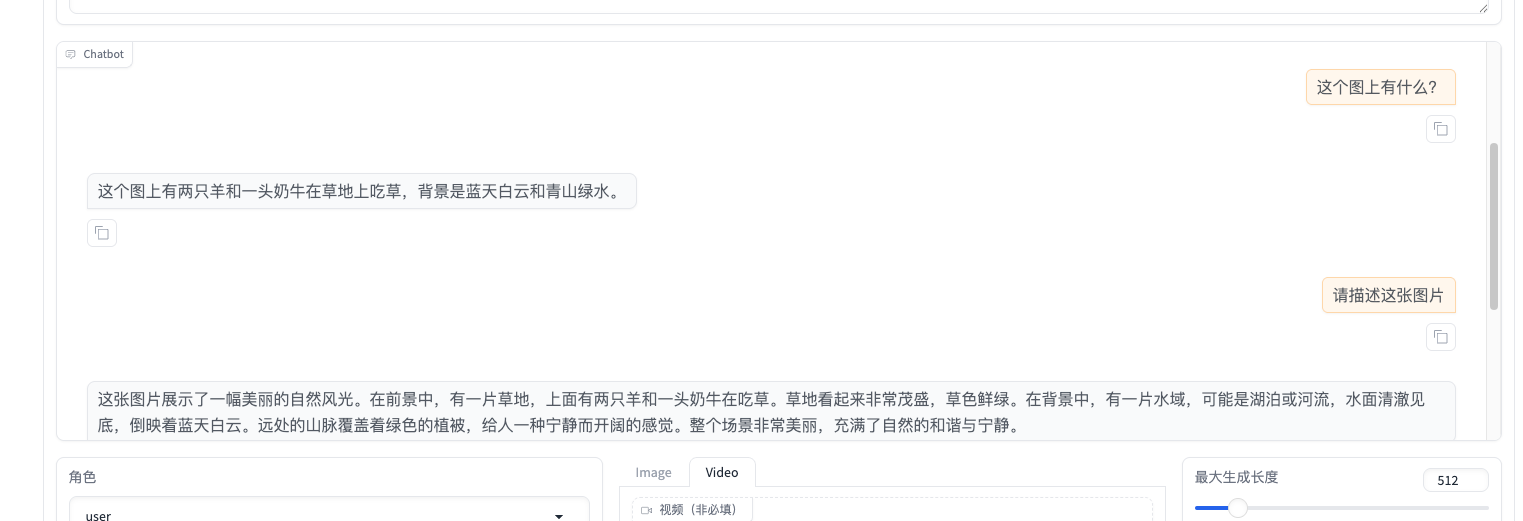 Chatbot
这个图上有什么？
这个图上有两只羊和一头奶牛在草地上吃草，背景是蓝天白云和青山绿水。
请描述这张图片
这张图片展示了一幅美丽的自然风光。在前景中，有一片草地，上面有两只羊和一头奶牛在吃草。草地看起来非常茂盛，草色鲜绿。在背景中，有一片水域，可能是湖泊或河流，水面清澈见
底，倒映着蓝天白云。远处的山脉覆盖着绿色的植被，给人一种宁静而开阔的感觉。整个场景非常美丽，充满了自然的和谐与宁静。
角色
user
Image
Video
视频（非必填）
最大生成长度
512